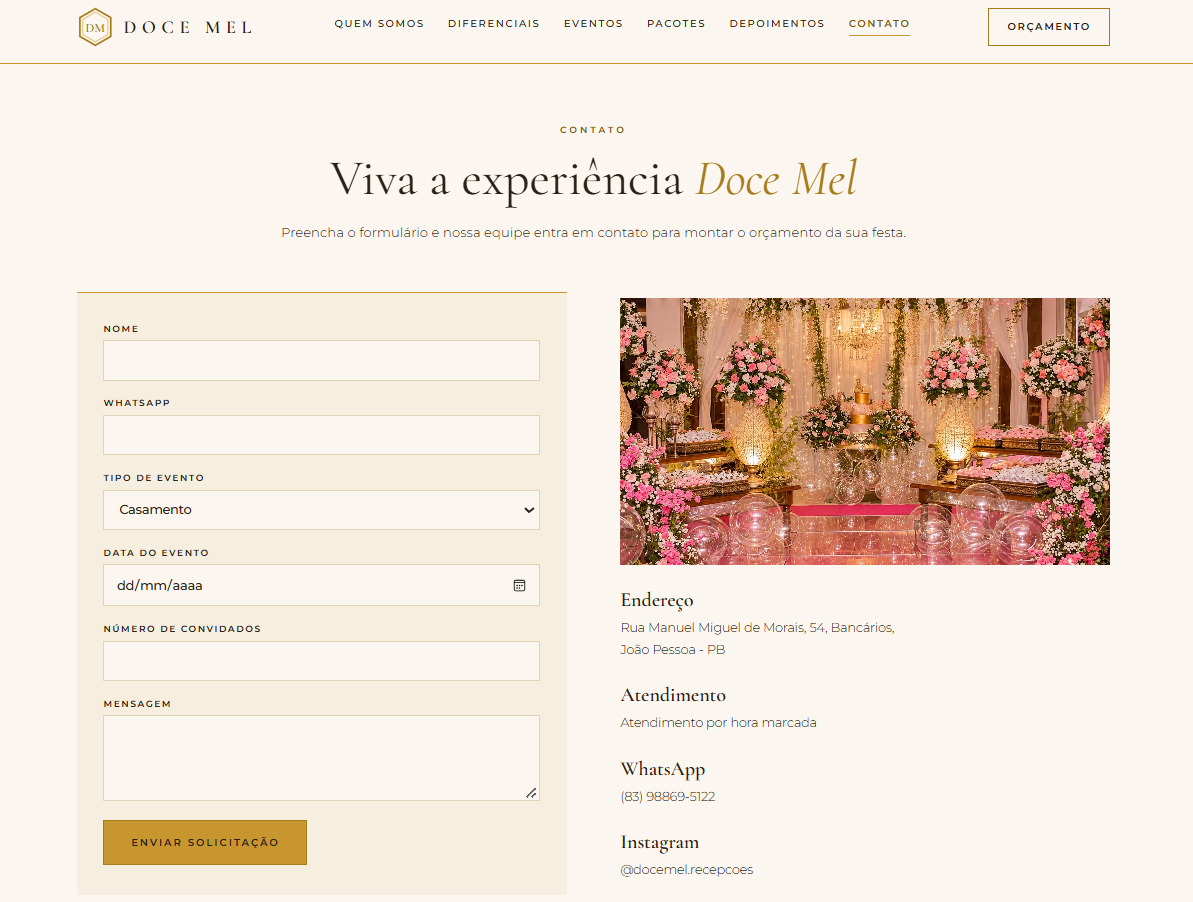 DM DOCE MEL
QUEM SOMOS DIFERENCIAIS EVENTOS PACOTES DEPOIMENTOS CONTATO
ORÇAMENTO
CONTATO
Viva a experiência Doce Mel
Preencha o formulário e nossa equipe entra em contato para montar o orçamento da sua festa.
NOME
WHATSAPP
TIPO DE EVENTO
Casamento
DATA DO EVENTO
dd/mm/aaaa
NÚMERO DE CONVIDADOS
MENSAGEM
ENVIAR SOLICITAÇÃO
Endereço
Rua Manuel Miguel de Morais, 54, Bancários,
João Pessoa - PB
Atendimento
Atendimento por hora marcada
WhatsApp
(83) 98869-5122
Instagram
@docemel.recepcoes